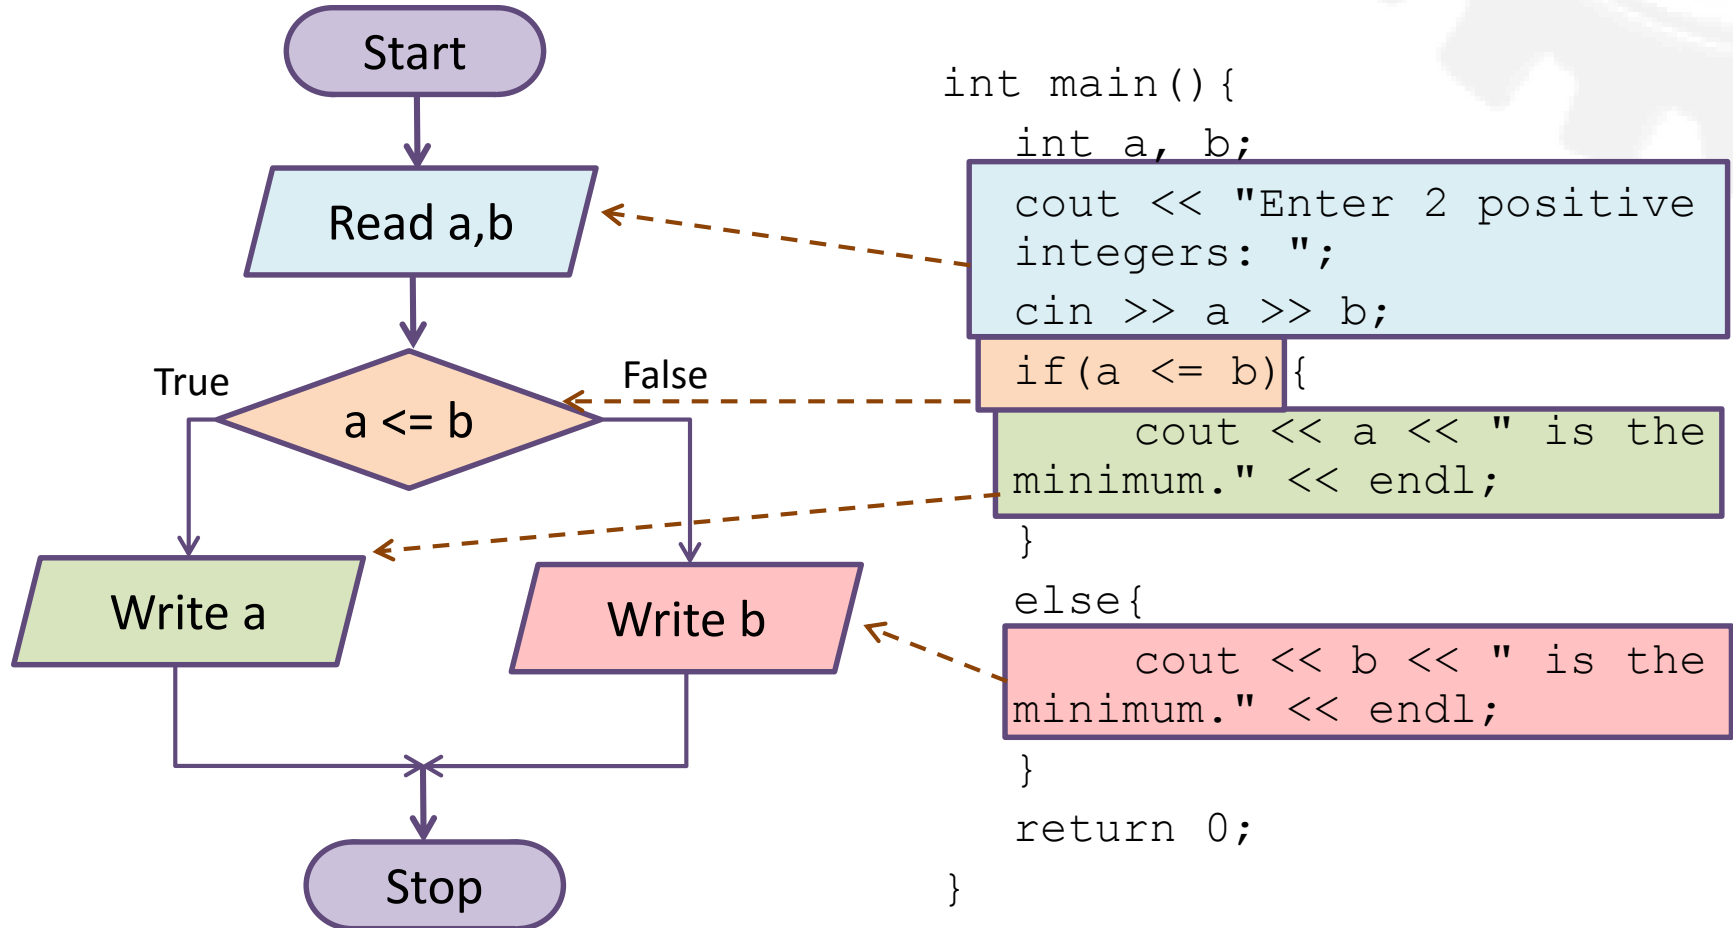 Start
Read a,b
True
False
a <= b
Write a
Write b
Stop
int main(){
int a, b;
cout << "Enter 2 positive
integers: ";
cin >> a >> b;
if(a <= b){
cout << a << " is the
minimum." << endl;
}
else{
cout << b << " is the
minimum." << endl;
}
return 0;
}